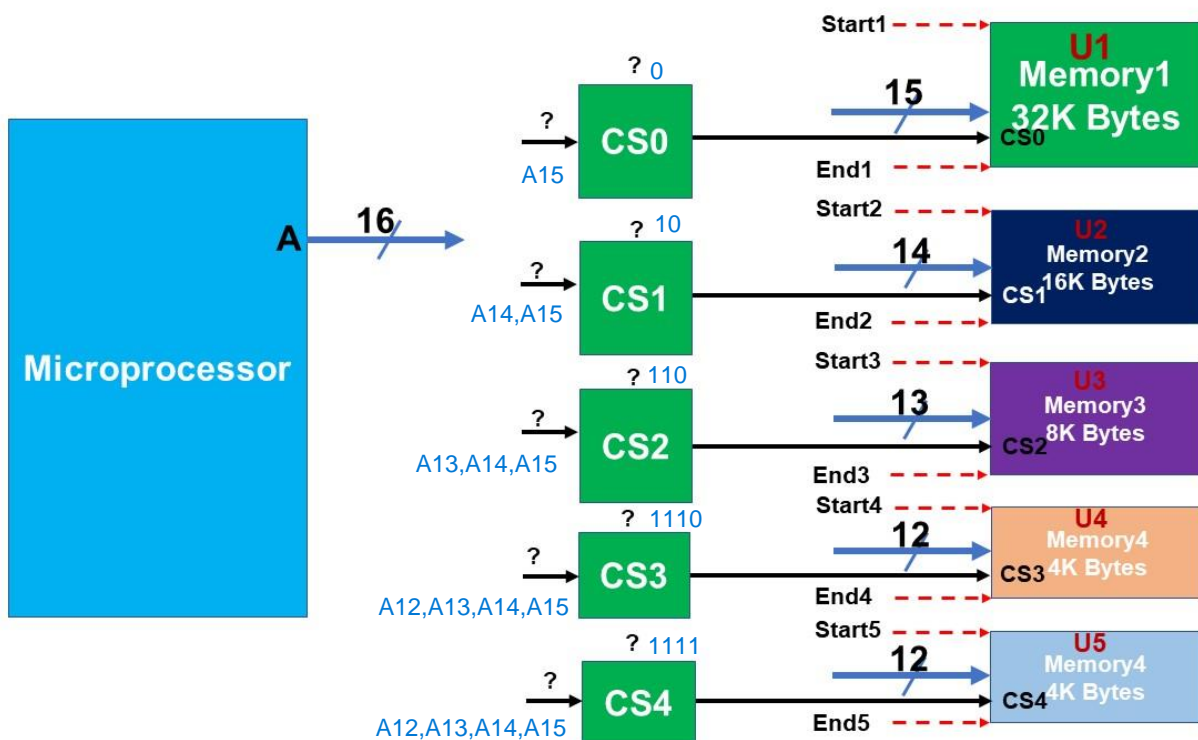 Microprocessor
A
16
? 0
?
CS0
A15
Start1
15
End1
U1
Memory1
32K Bytes
CS0
? 10
?
CS1
A14,A15
Start2
14
End2
U2
Memory2
16K Bytes
CS1
? 110
?
CS2
A13,A14,A15
Start3
13
End3
U3
Memory3
8K Bytes
CS2
? 1110
?
CS3
A12,A13,A14,A15
Start4
12
End4
U4
Memory4
4K Bytes
CS3
? 1111
?
CS4
A12,A13,A14,A15
Start5
12
End5
U5
Memory4
4K Bytes
CS4